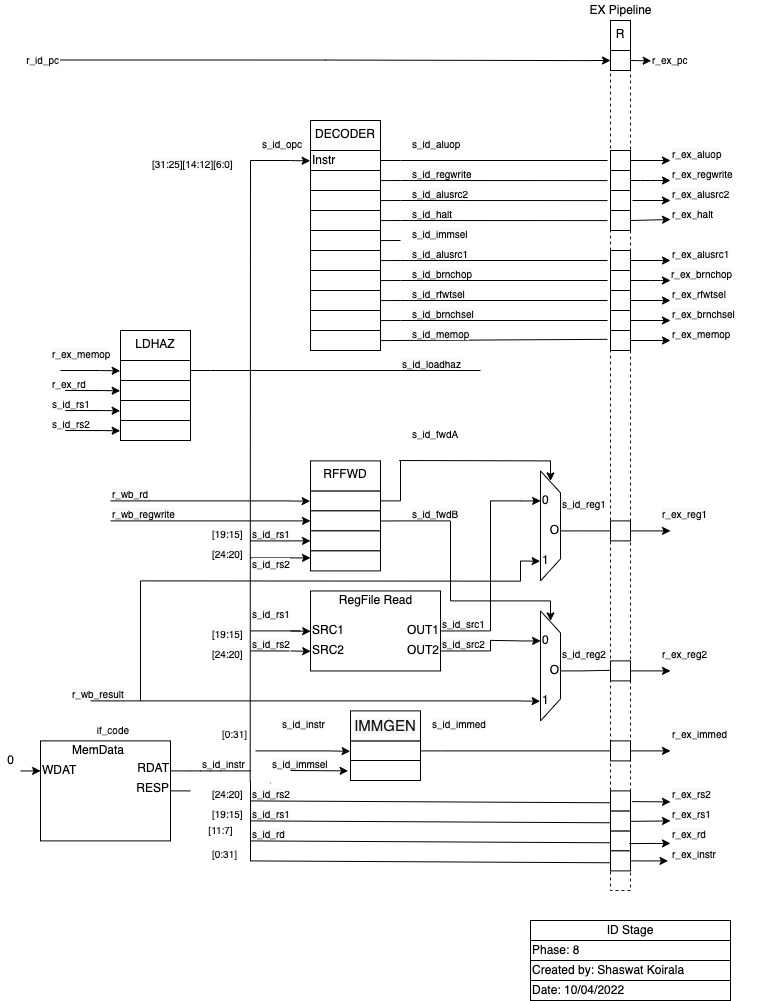 EX Pipeline
R
r_id_pc
r_ex_pc
DECODER
s_id_opc
s_id_aluop
[31:25][14:12][6:0]
Instr
r_ex_aluop
s_id_regwrite
r_ex_regwrite
s_id_alusrc2
r_ex_alusrc2
s_id_halt
r_ex_halt
s_id_immsel
s_id_alusrc1
r_ex_alusrc1
s_id_brnchop
r_ex_brnchop
s_id_rfwtsel
r_ex_rfwtsel
s_id_brnchsel
r_ex_brnchsel
s_id_memop
r_ex_memop
LDHAZ
r_ex_memop
s_id_loadhaz
r_ex_rd
s_id_rs1
s_id_rs2
s_id_fwdA
RFFWD
r_wb_rd
0
s_id_reg1
r_wb_regwrite
s_id_fwdB
r_ex_reg1
[19:15]
s_id_rs1
O
[24:20]
s_id_rs2
1
RegFile Read
s_id_rs1
[19:15]
SRC1
OUT1
s_id_src1
0
[24:20]
s_id_rs2
SRC2
OUT2
s_id_src2
s_id_reg2
r_ex_reg2
O
r_wb_result
1
if_code
[0:31]
s_id_instr
IMMGEN
s_id_immed
r_ex_immed
MemData
0
WDAT
RDAT
s_id_instr
s_id_immsel
RESP
[24:20]
s_id_rs2
r_ex_rs2
[19:15]
s_id_rs1
r_ex_rs1
[11:7]
s_id_rd
r_ex_rd
[0:31]
r_ex_instr
ID Stage
Phase: 8
Created by: Shaswat Koirala
Date: 10/04/2022